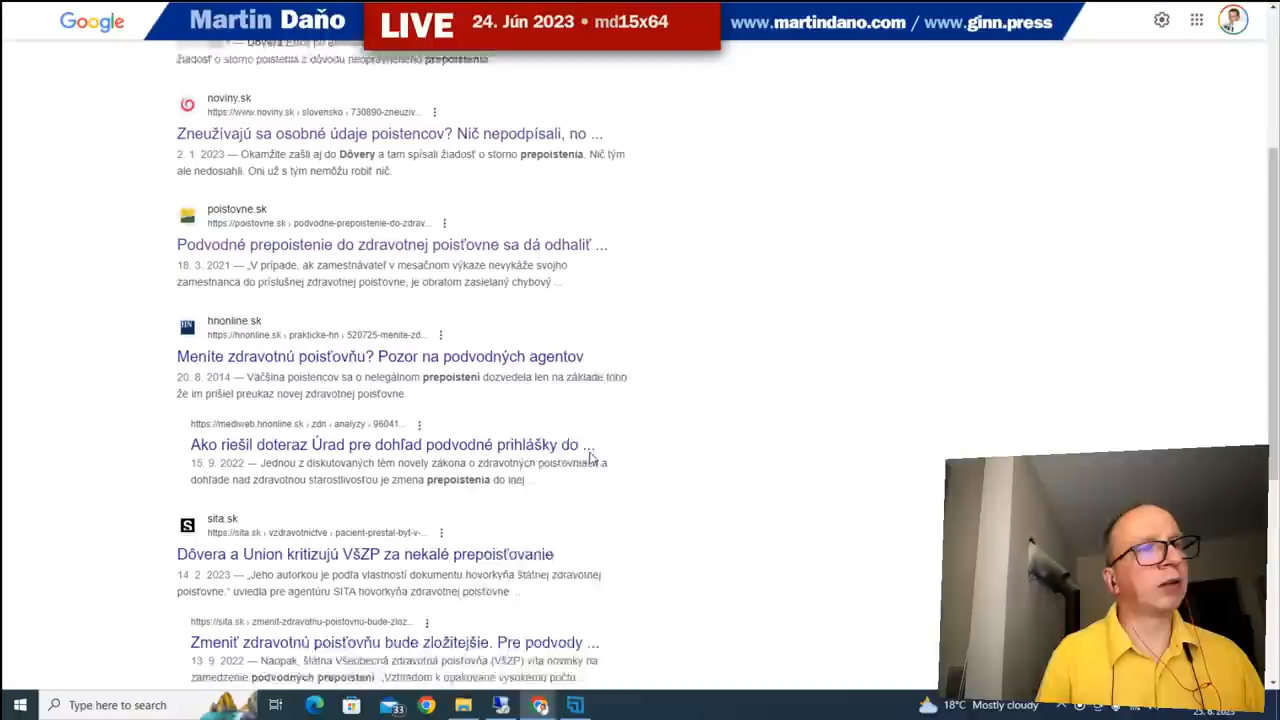 Google
Martin Daňo
LIVE
24. Jún 2023 • md15x64
www.martindano.com / www.ginn.press
žiadosť o storno poistenia z dôvodu neoprávneného prepoistenia
noviny.sk
https://www.noviny.sk › slovensko › 730890-zneuziv...
Zneužívajú sa osobné údaje poistencov? Nič nepodpísali, no ...
2. 1. 2023 — Okamžite zašli aj do Dôvery a tam spísali žiadosť o storno prepoistenia. Nič tým
ale nedosiahli. Oni už s tým nemôžu robiť nič.
poistovne.sk
https://poistovne.sk › podvodne-prepoistenie-do-zdrav...
Podvodné prepoistenie do zdravotnej poisťovne sa dá odhaliť ...
18. 3. 2021 — „V prípade, ak zamestnávateľ v mesačnom výkaze nevykáže svojho
zamestnanca do príslušnej zdravotnej poisťovne, je obratom zasielaný chybový ...
HN
hnonline.sk
https://hnonline.sk › prakticke-hn › 520725-menite-zd...
Meníte zdravotnú poisťovňu? Pozor na podvodných agentov
20. 8. 2014 — Väčšina poistencov sa o nelegálnom prepoistení dozvedela len na základe toho
že im prišiel preukaz novej zdravotnej poisťovne.
https://mediweb.hnonline.sk › zdn › analyzy › 96041...
Ako riešil doteraz Úrad pre dohľad podvodné prihlášky do ...
15. 9. 2022 — Jednou z diskutovaných tém novely zákona o zdravotných poisťovniach a
dohľade nad zdravotnou starostlivosťou je zmena prepoistenia do inej ...
S
sita.sk
https://sita.sk › vzdravotnictve › pacient-prestal-byt-v-...
Dôvera a Union kritizujú VšZP za nekalé prepoisťovanie
14. 2. 2023 — „Jeho autorkou je podľa vlastností dokumentu hovorkyňa štátnej zdravotnej
poisťovne,“ uviedla pre agentúru SITA hovorkyňa zdravotnej poisťovne ...
https://sita.sk › zmenit-zdravotnu-poistovnu-bude-zloz...
Zmeniť zdravotnú poisťovňu bude zložitejšie. Pre podvody ...
13. 9. 2022 — Naopak, štátna Všeobecná zdravotná poisťovňa (VšZP) víta novinky na
zamedzenie podvodných prepoistení. „Vzhľadom k opakovane vysokému počtu
Type here to search
33
18°C Mostly cloudy